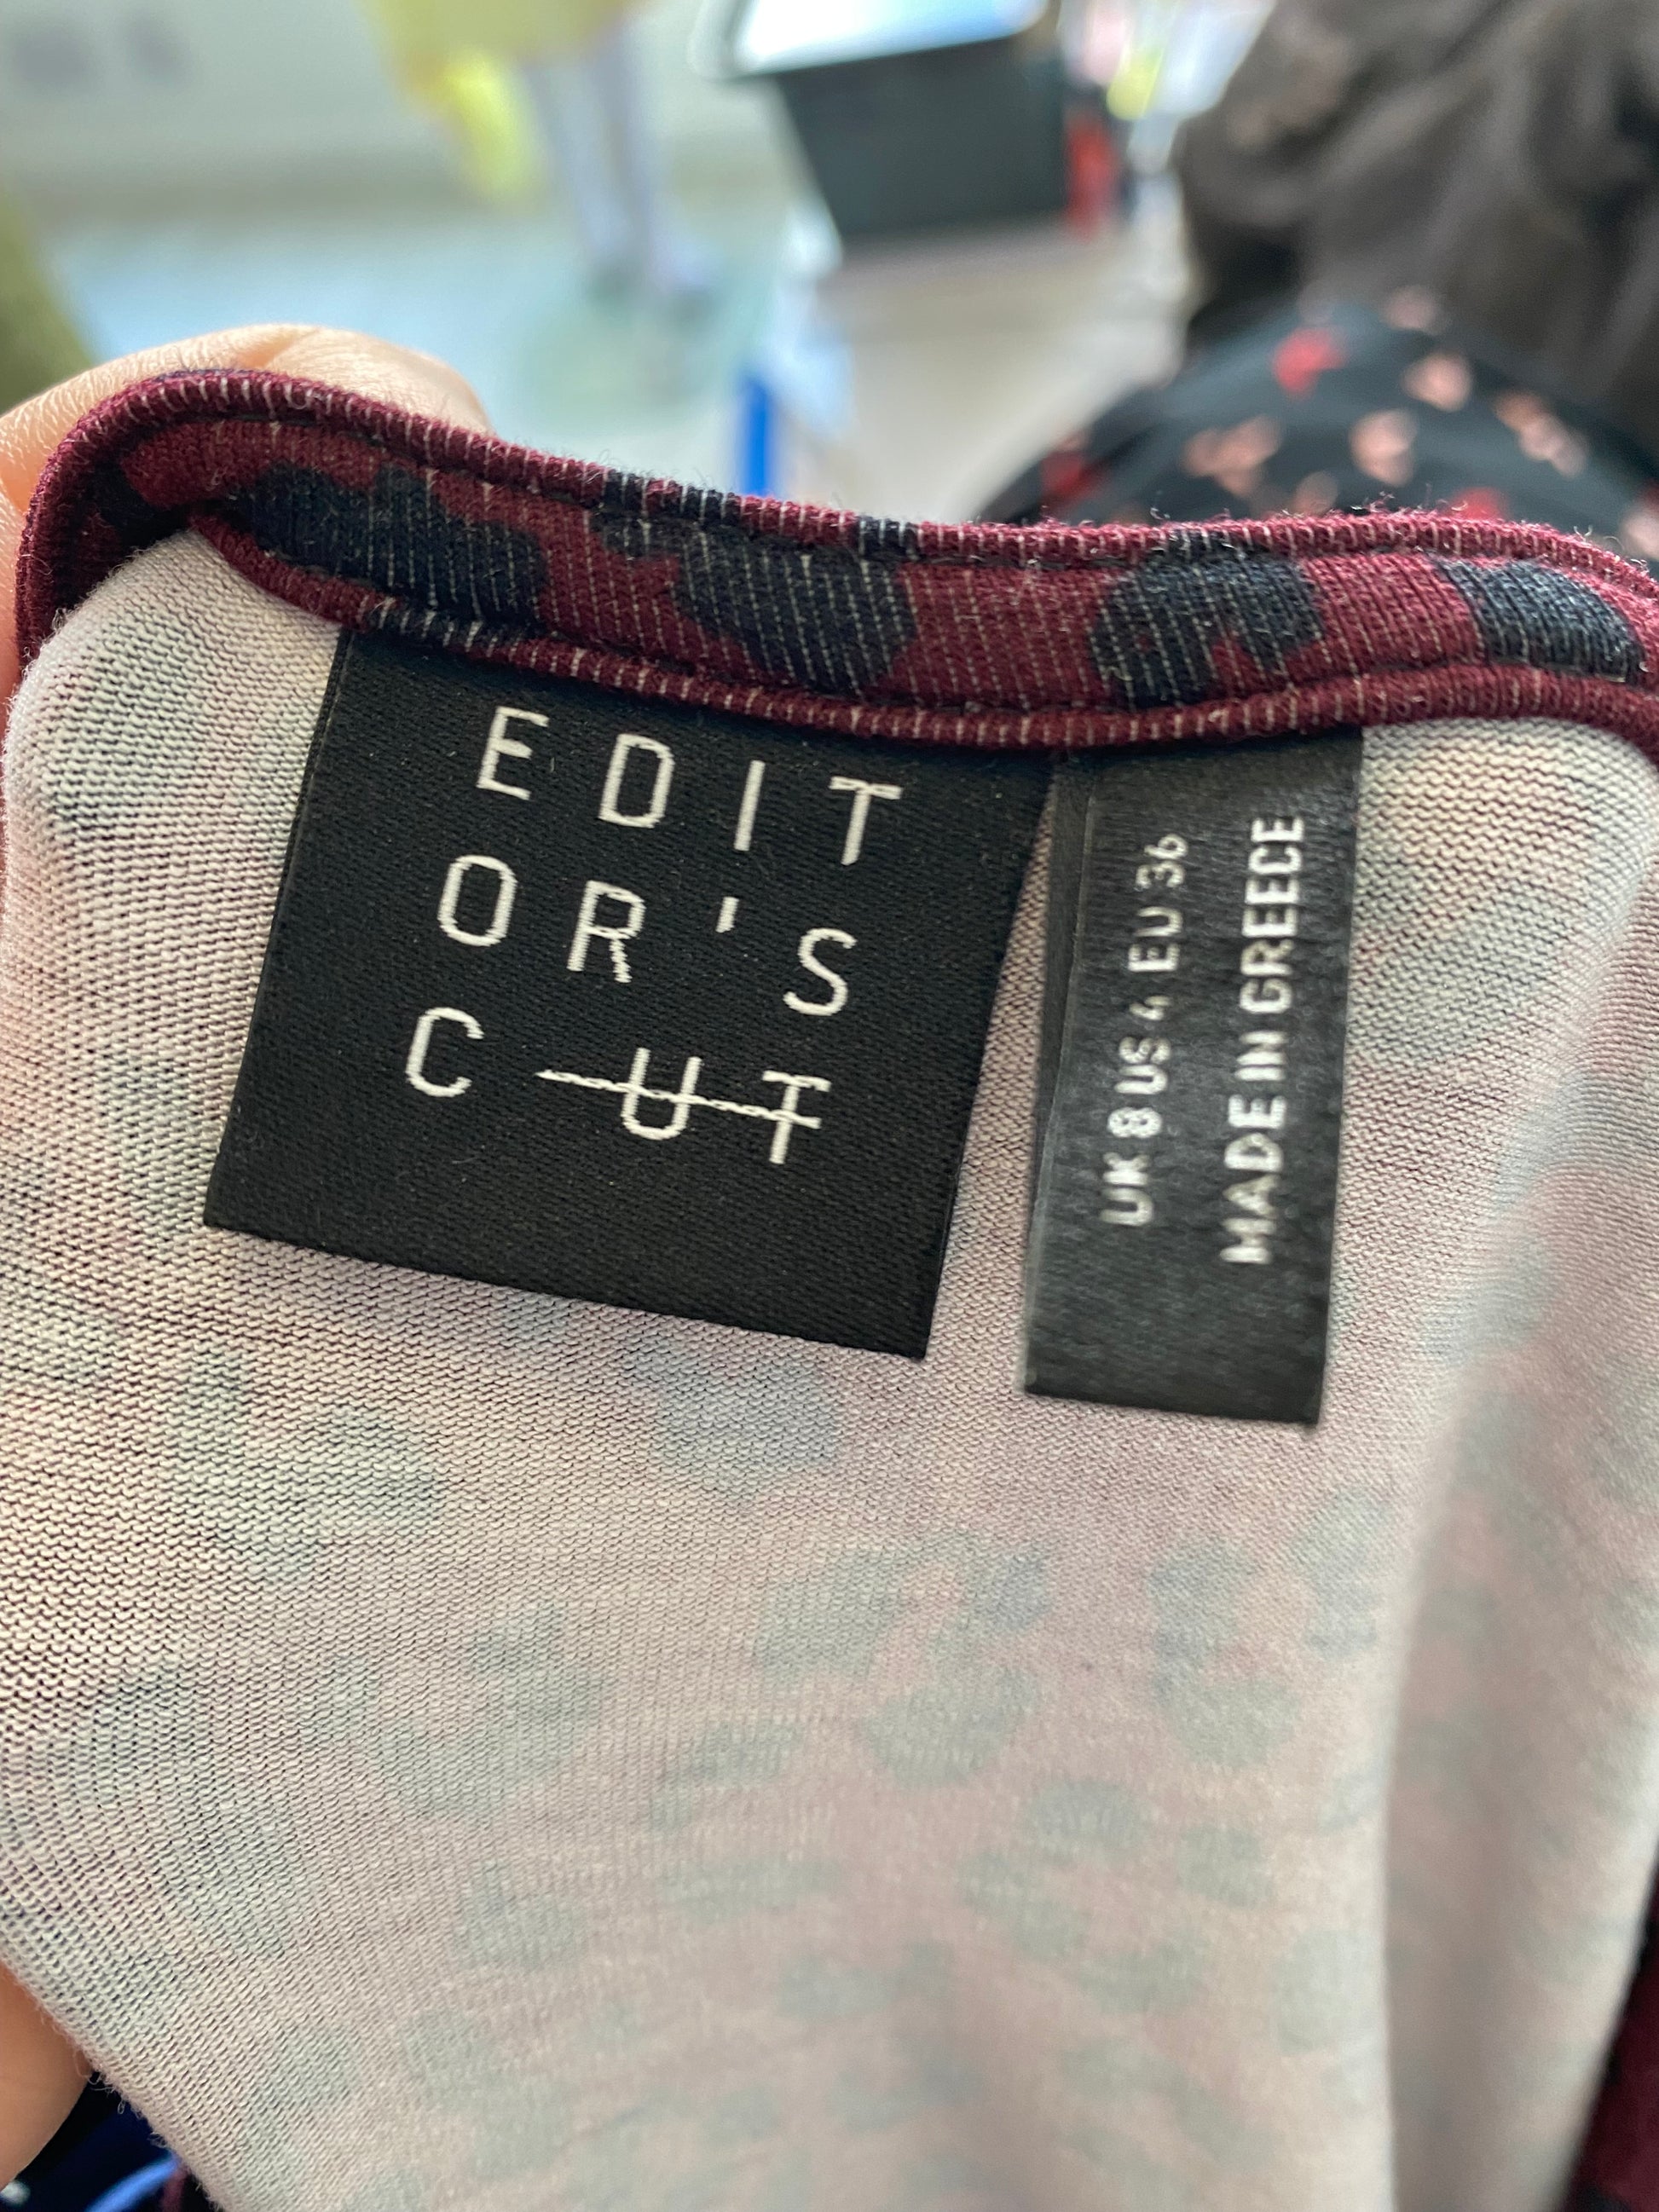 EDIT
OR'S
CUT
UK 8 US 4 EU 36
MADE IN GREECE